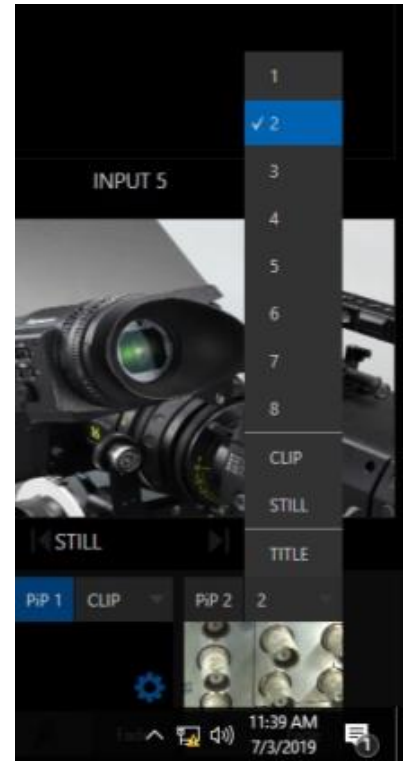 1
✓ 2
3
INPUT 5
4
5
6
7
8
CLIP
STILL
STILL
TITLE
PiP 1 CLIP PiP 2 2
11:39 AM
7/3/2019
1